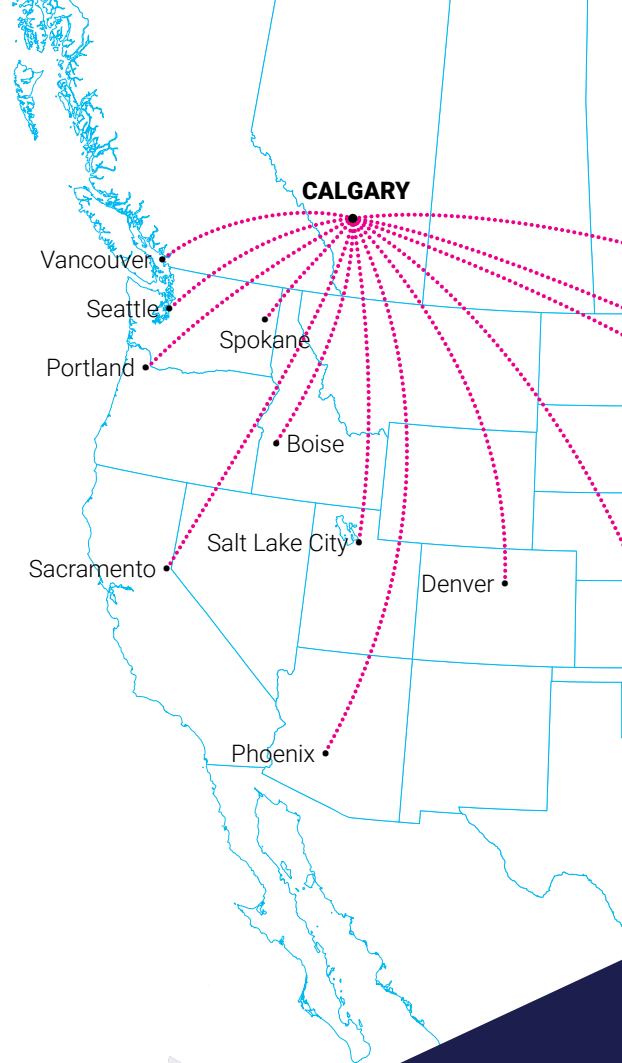 CALGARY
Vancouver
Seattle
Spokane
Portland
Boise
Salt Lake City
Sacramento
Denver
Phoenix